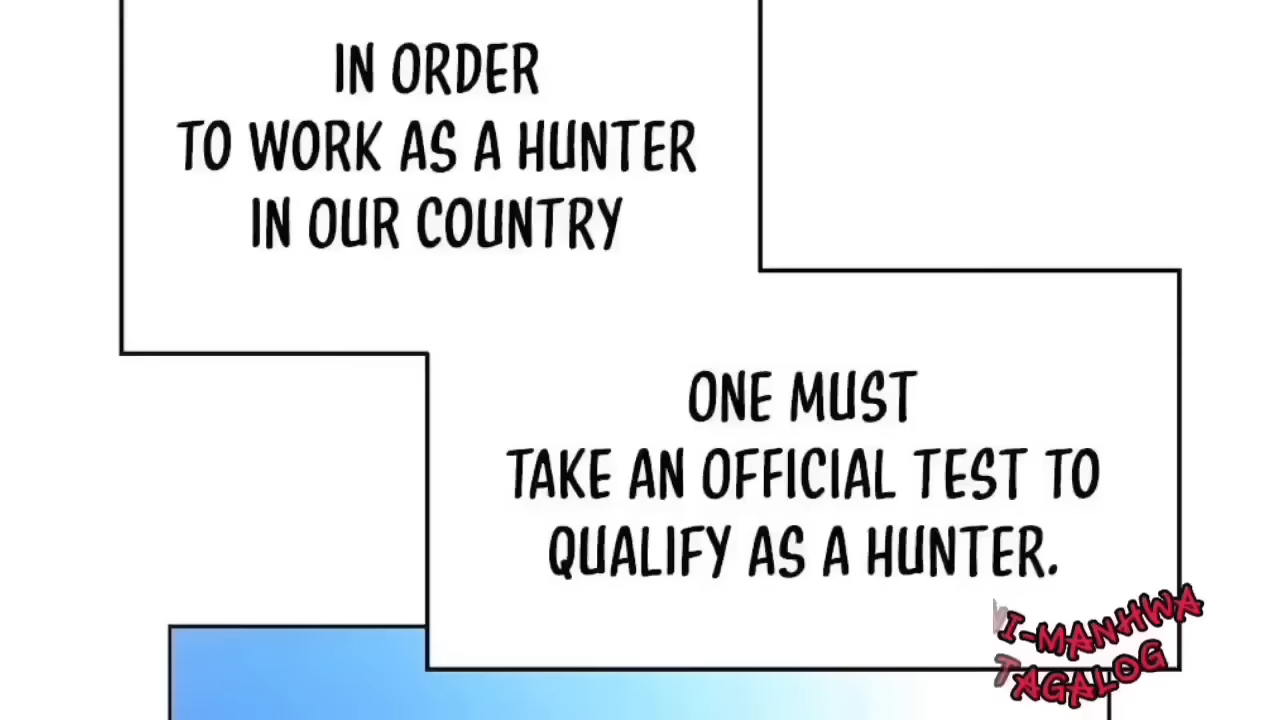 IN ORDER
TO WORK AS A HUNTER
IN OUR COUNTRY
ONE MUST
TAKE AN OFFICIAL TEST TO
QUALIFY AS A HUNTER.
I-MANHWA
TAGALOG